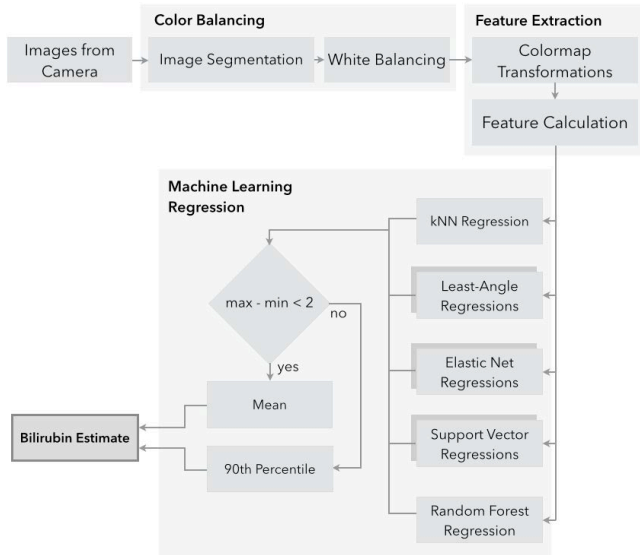 Color Balancing
Feature Extraction
Images from
Camera
Image Segmentation
White Balancing
Colormap
Transformations
Feature Calculation
Machine Learning
Regression
kNN Regression
Least-Angle
Regressions
max - min < 2
no
yes
Elastic Net
Regressions
Mean
Bilirubin Estimate
Support Vector
Regressions
90th Percentile
Random Forest
Regression